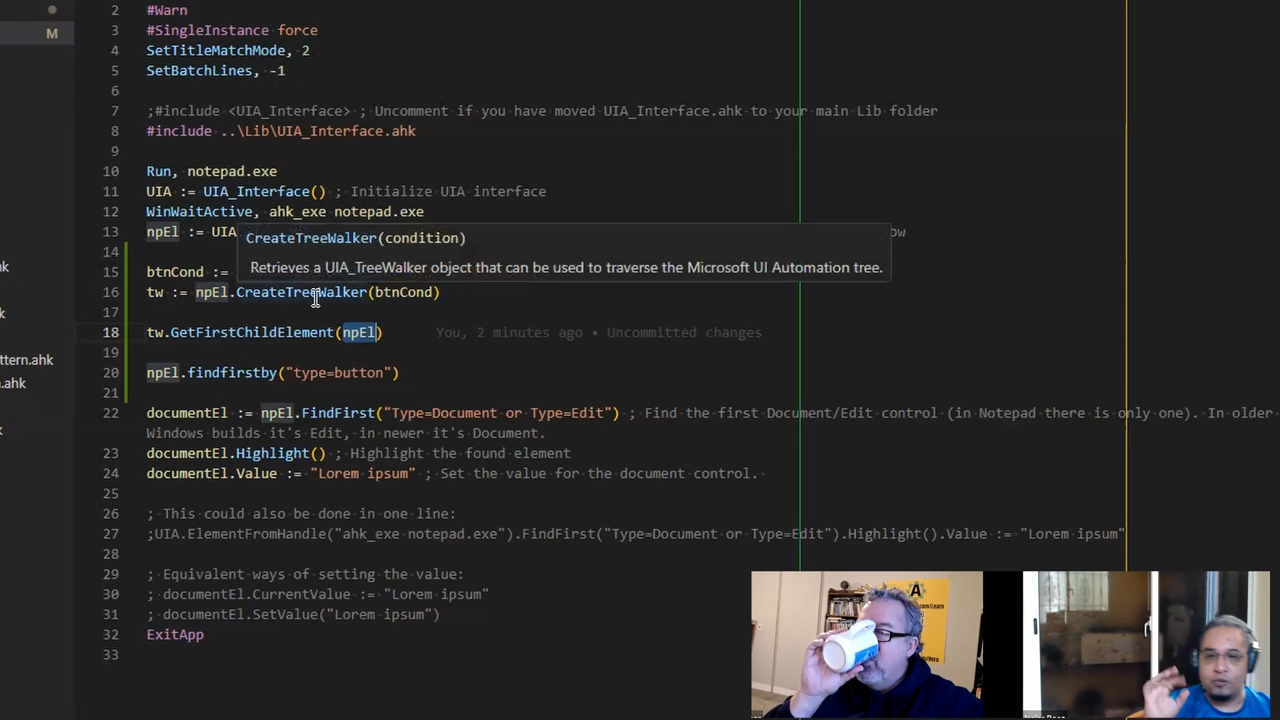 2 #Warn
M 3 #SingleInstance force
4 SetTitleMatchMode, 2
5 SetBatchLines, -1
6
7 ;#include <UIA_Interface> ; Uncomment if you have moved UIA_Interface.ahk to your main Lib folder
8 #include ..\Lib\UIA_Interface.ahk
9
10 Run, notepad.exe
11 UIA := UIA_Interface() ; Initialize UIA interface
12 WinWaitActive, ahk_exe notepad.exe
13 npEl := UIA ow
CreateTreeWalker(condition)
14
Retrieves a UIA_TreeWalker object that can be used to traverse the Microsoft UI Automation tree.
15 btnCond :=
16 tw := npEl.CreateTreeWalker(btnCond)
17
18 tw.GetFirstChildElement(npEl) You, 2 minutes ago • Uncommitted changes
19
ttern.ahk
20 npEl.findfirstby("type=button")
.ahk
21
22 documentEl := npEl.FindFirst("Type=Document or Type=Edit") ; Find the first Document/Edit control (in Notepad there is only one). In older
Windows builds it's Edit, in newer it's Document.
23 documentEl.Highlight() ; Highlight the found element
24 documentEl.Value := "Lorem ipsum" ; Set the value for the document control.
25
26 ; This could also be done in one line:
27 ;UIA.ElementFromHandle("ahk_exe notepad.exe").FindFirst("Type=Document or Type=Edit").Highlight().Value := "Lorem ipsum"
28
29 ; Equivalent ways of setting the value:
30 ; documentEl.CurrentValue := "Lorem ipsum"
31 ; documentEl.SetValue("Lorem ipsum")
32 ExitApp
33
A